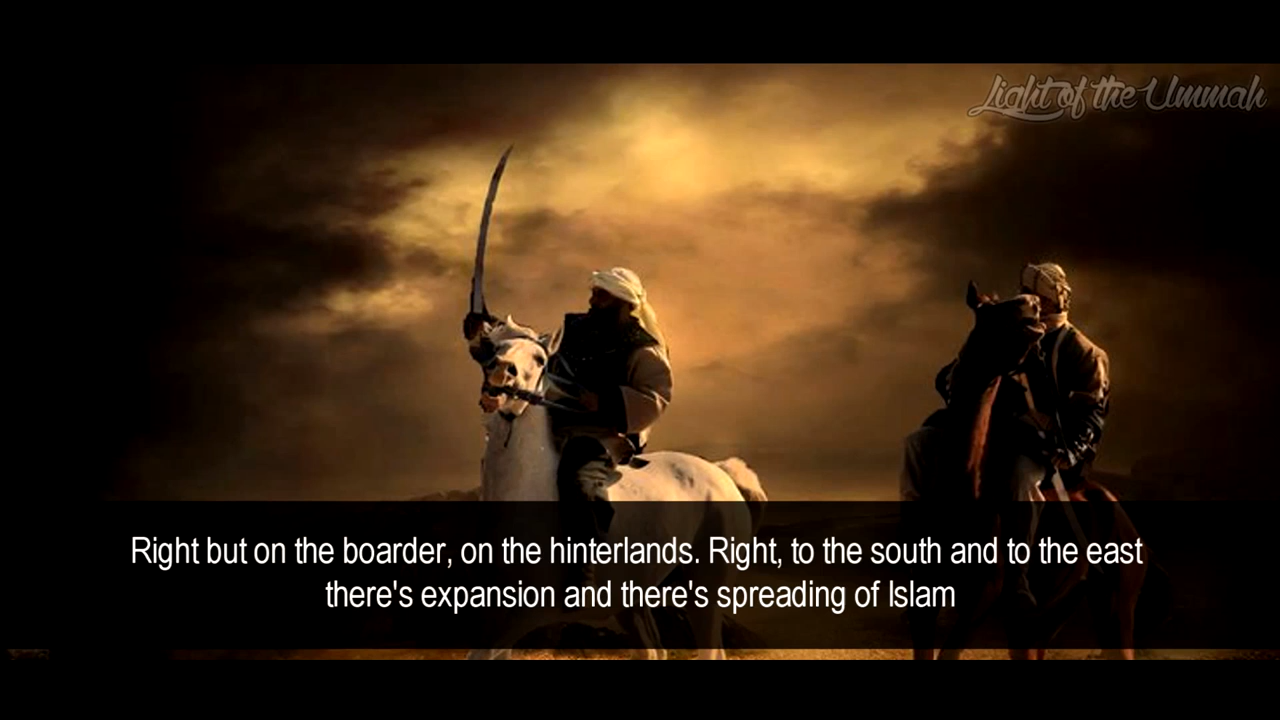 Light of the Ummah
Right but on the boarder, on the hinterlands. Right, to the south and to the east
there's expansion and there's spreading of Islam